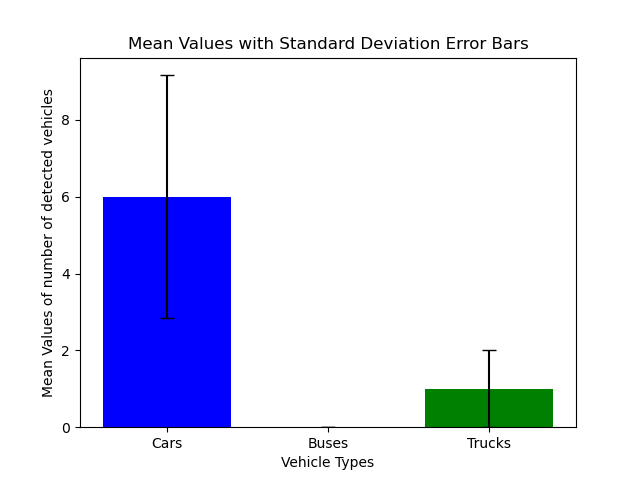 Mean Values with Standard Deviation Error Bars
Mean Values of number of detected vehicles
8
6
4
2
0
Cars
Buses
Trucks
Vehicle Types